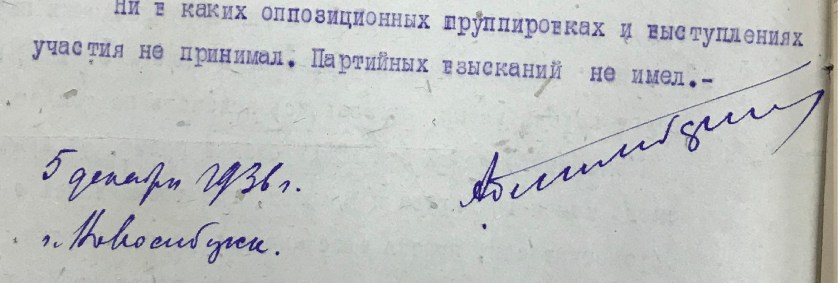 Ни в каких оппозиционных группировках и выступлениях
участия не принимал. Партийных взысканий не имел.-
5 декабря 1936 г.
г. Новосибирск.